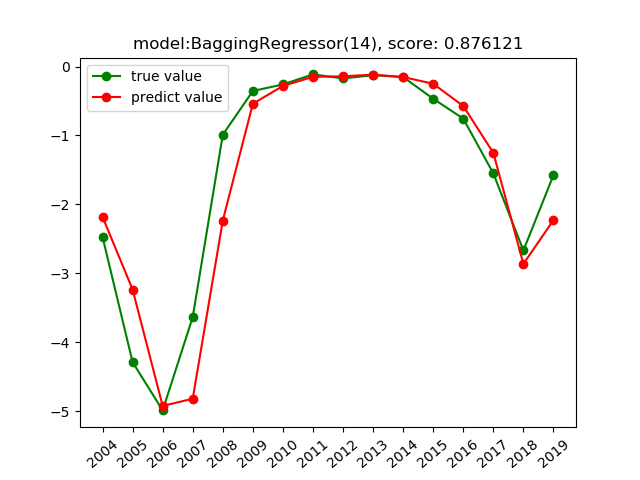 model:BaggingRegressor(14), score: 0.876121
true value
predict value
0
−1
−2
−3
−4
−5
2004 2005 2006 2007 2008 2009 2010 2011 2012 2013 2014 2015 2016 2017 2018 2019